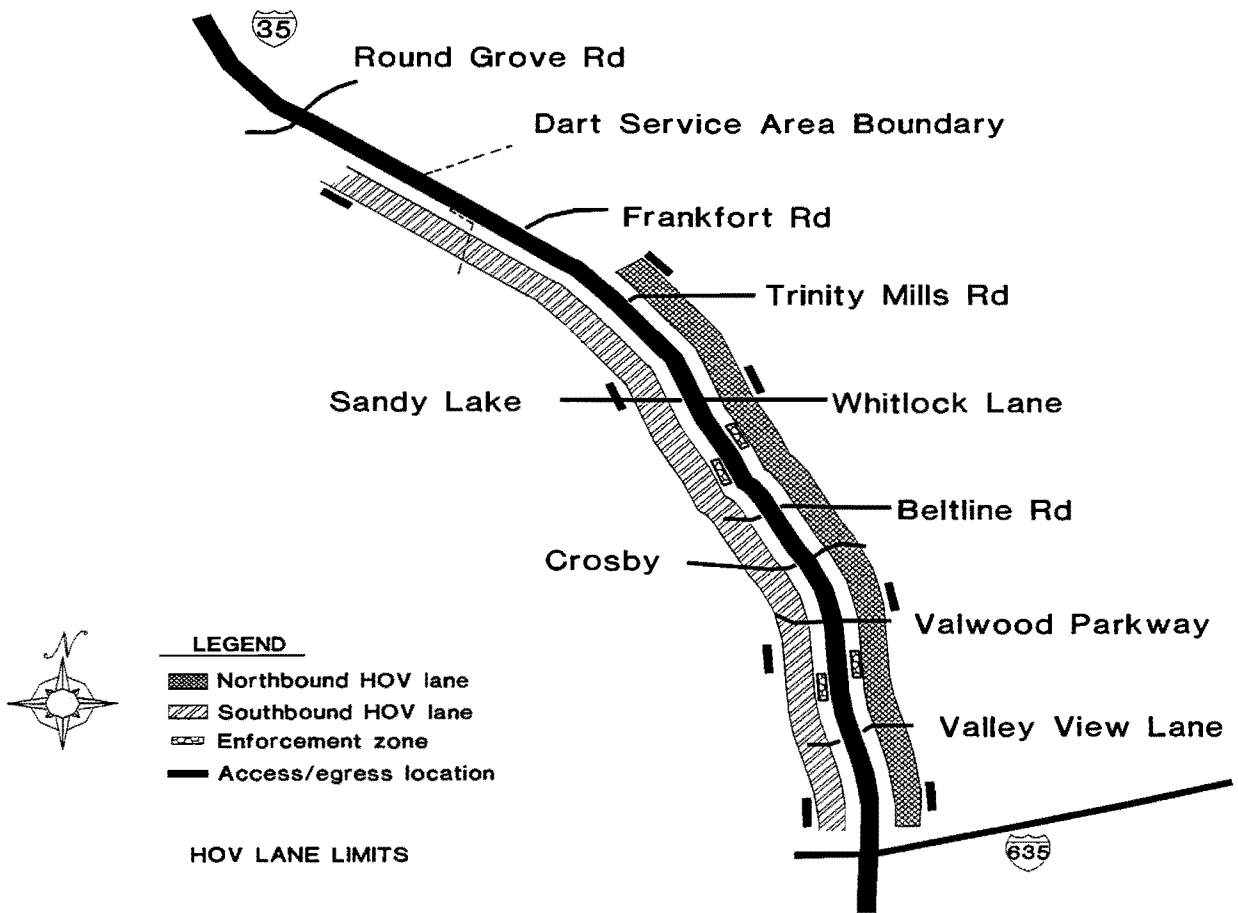 35
Round Grove Rd
Dart Service Area Boundary
Frankfort Rd
Trinity Mills Rd
Sandy Lake
Whitlock Lane
Beltline Rd
Crosby
Valwood Parkway
N
LEGEND
Northbound HOV lane
Southbound HOV lane
Enforcement zone
Access/egress location
Valley View Lane
HOV LANE LIMITS
635